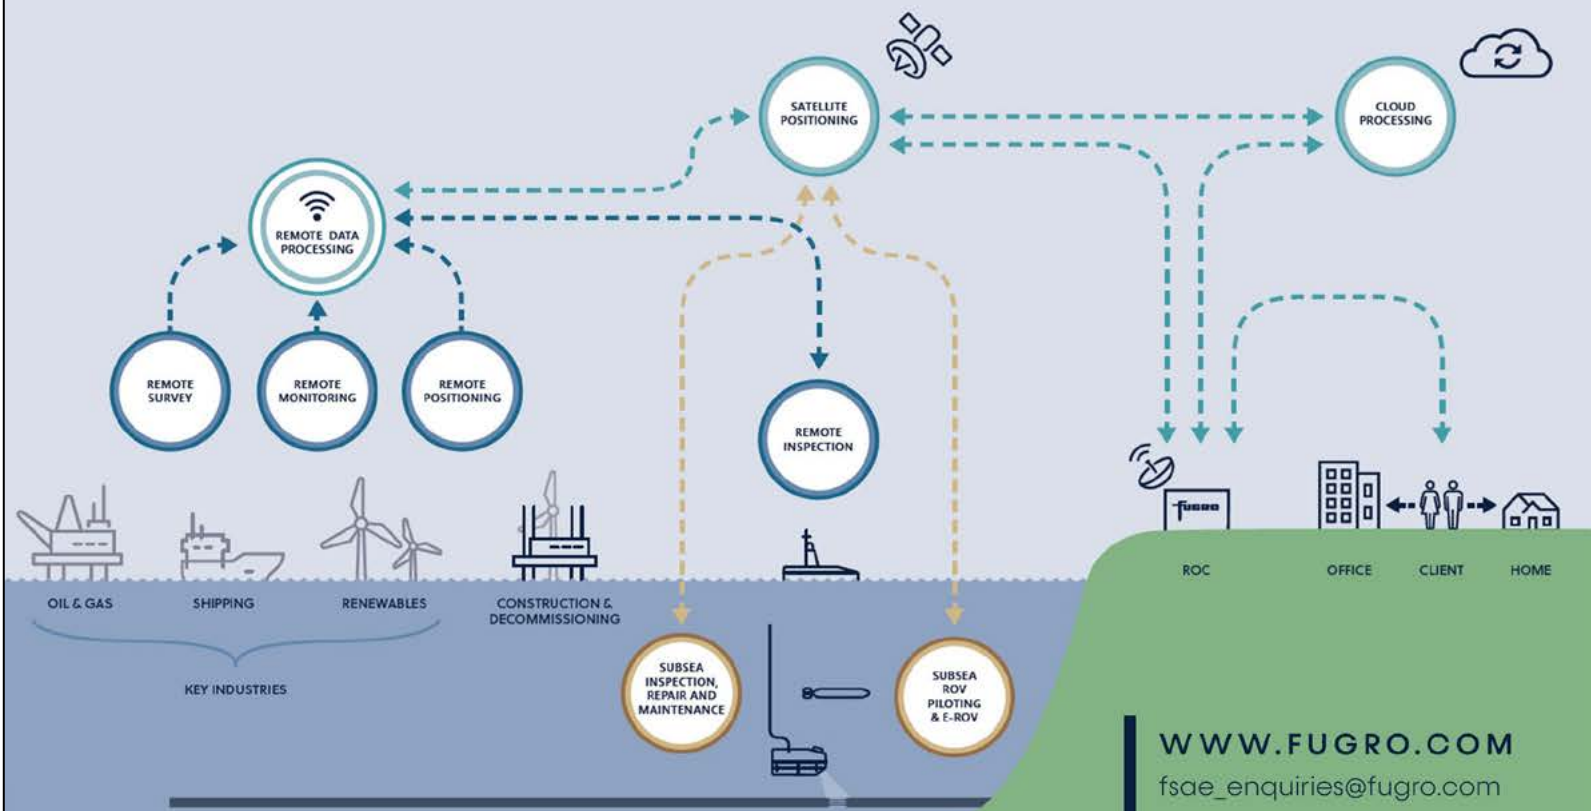 SATELLITE
POSITIONING
CLOUD
PROCESSING
REMOTE DATA
PROCESSING
REMOTE
SURVEY
REMOTE
MONITORING
REMOTE
POSITIONING
REMOTE
INSPECTION
fugro
ROC
OFFICE
CLIENT
HOME
OIL & GAS
SHIPPING
RENEWABLES
CONSTRUCTION &
DECOMMISSIONING
KEY INDUSTRIES
SUBSEA
INSPECTION,
REPAIR AND
MAINTENANCE
SUBSEA
ROV
PILOTING
& E-ROV
WWW.FUGRO.COM
fsae_enquiries@fugro.com